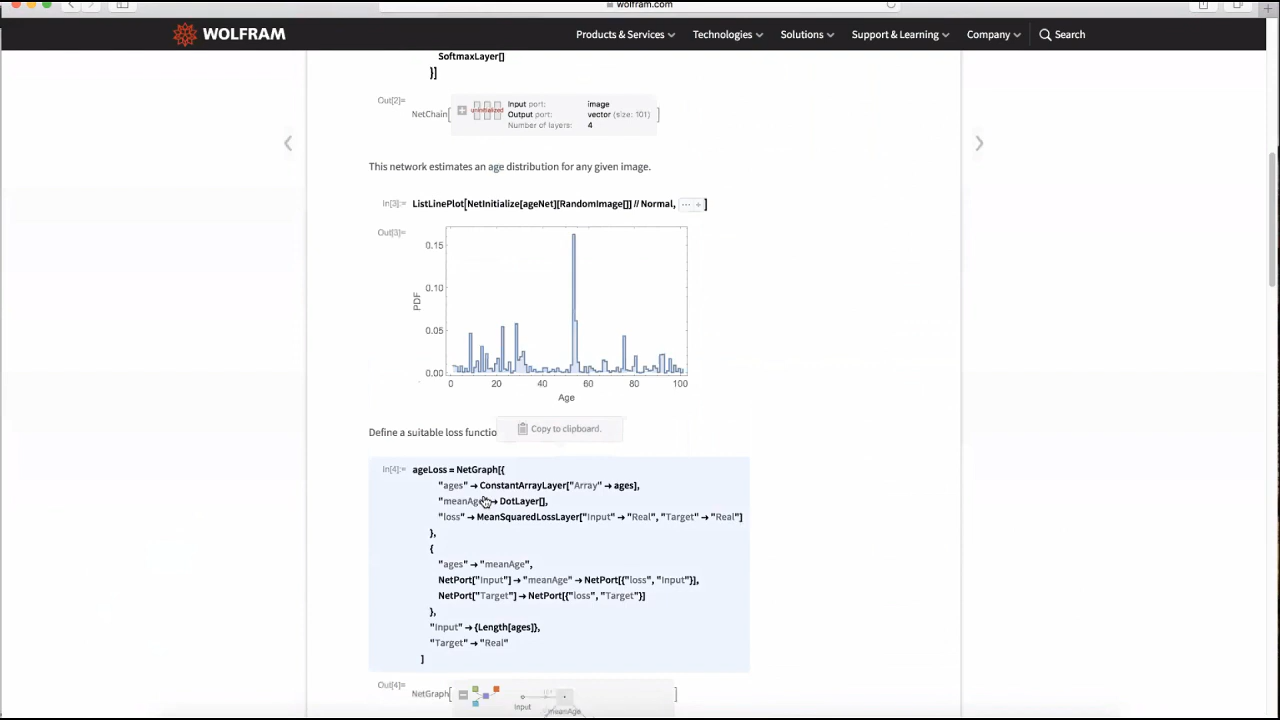 wolfram.com
WOLFRAM
Products & Services
Technologies
Solutions
Support & Learning
Company
Search
SoftmaxLayer[]
}]
Out[2]=
NetChain[
uninitialized
Input port: image
Output port: vector (size: 101)
Number of layers: 4
]
This network estimates an age distribution for any given image.
In[3]:= ListLinePlot[NetInitialize[ageNet][RandomImage[]] // Normal, ... + ]
Out[3]=
0.15
0.10
0.05
0.00
PDF
0 20 40 60 80 100
Age
Define a suitable loss functio
Copy to clipboard.
In[4]:= ageLoss = NetGraph[{
"ages" → ConstantArrayLayer["Array" → ages],
"meanAg → DotLayer[],
"loss" → MeanSquaredLossLayer["Input" → "Real", "Target" → "Real"]
},
{
"ages" → "meanAge",
NetPort["Input"] → "meanAge" → NetPort[{"loss", "Input"}],
NetPort["Target"] → NetPort[{"loss", "Target"}]
},
"Input" → {Length[ages]},
"Target" → "Real"
]
Out[4]=
NetGraph[
Input
meanAge
]